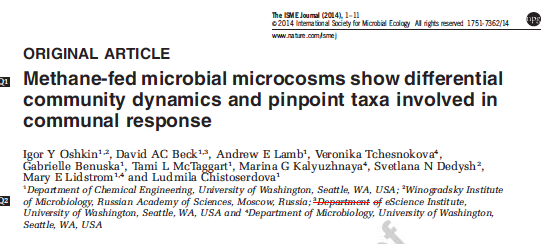 The ISME Journal (2014), 1–11
© 2014 International Society for Microbial Ecology All rights reserved 1751-7362/14
npg
www.nature.com/ismej
ORIGINAL ARTICLE
Q1 Methane-fed microbial microcosms show differential
community dynamics and pinpoint taxa involved in
communal response
Igor Y Oshkin¹,², David AC Beck¹,³, Andrew E Lamb¹, Veronika Tchesnokova⁴,
Gabrielle Benuska¹, Tami L McTaggart¹, Marina G Kalyuzhnaya⁴, Svetlana N Dedysh²,
Mary E Lidstrom¹,⁴ and Ludmila Chistoserdova¹
¹Department of Chemical Engineering, University of Washington, Seattle, WA, USA; ²Winogradsky Institute
Q2 of Microbiology, Russian Academy of Sciences, Moscow, Russia; ³Department of eScience Institute,
University of Washington, Seattle, WA, USA and ⁴Department of Microbiology, University of Washington,
Seattle, WA, USA
of